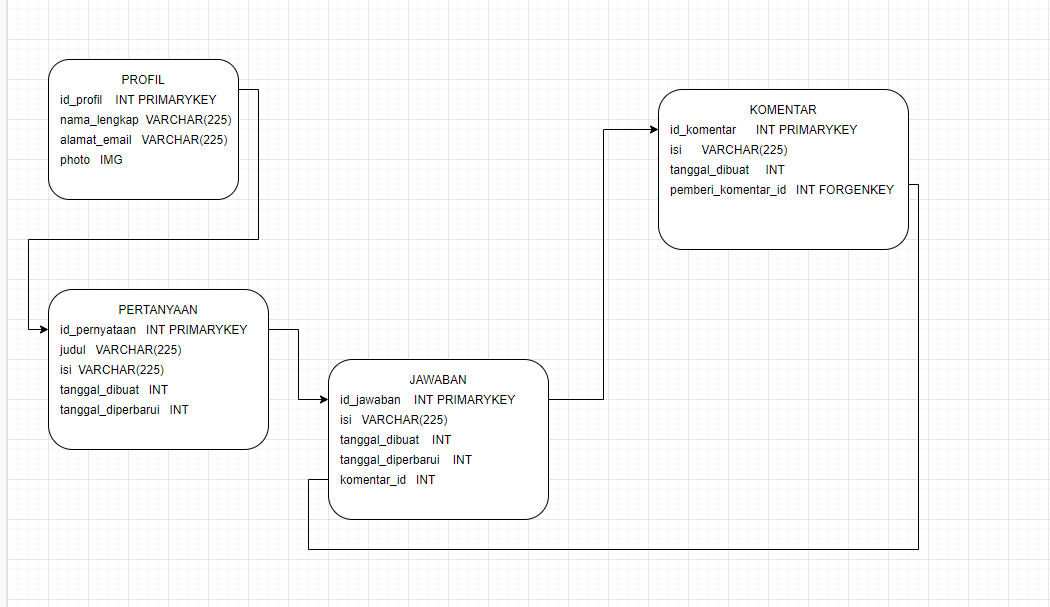 PROFIL
id_profil INT PRIMARYKEY
nama_lengkap VARCHAR(225)
alamat_email VARCHAR(225)
photo IMG
PERTANYAAN
id_pernyataan INT PRIMARYKEY
judul VARCHAR(225)
isi VARCHAR(225)
tanggal_dibuat INT
tanggal_diperbarui INT
JAWABAN
id_jawaban INT PRIMARYKEY
isi VARCHAR(225)
tanggal_dibuat INT
tanggal_diperbarui INT
komentar_id INT
KOMENTAR
id_komentar INT PRIMARYKEY
isi VARCHAR(225)
tanggal_dibuat INT
pemberi_komentar_id INT FORGENKEY